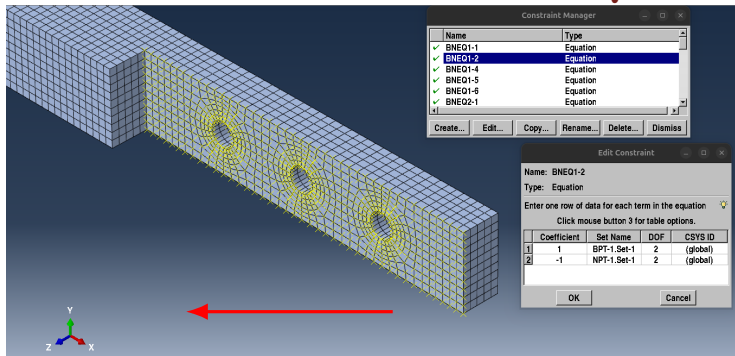 Constraint Manager
Name Type
BNEQ1-1 Equation
BNEQ1-2 Equation
BNEQ1-4 Equation
BNEQ1-5 Equation
BNEQ1-6 Equation
BNEQ2-1 Equation
Create... Edit... Copy... Rename... Delete... Dismiss
Edit Constraint
Name: BNEQ1-2
Type: Equation
Enter one row of data for each term in the equation
Click mouse button 3 for table options.
Coefficient Set Name DOF CSYS ID
1 1 BPT-1.Set-1 2 (global)
2 -1 NPT-1.Set-1 2 (global)
OK Cancel
Y
Z X